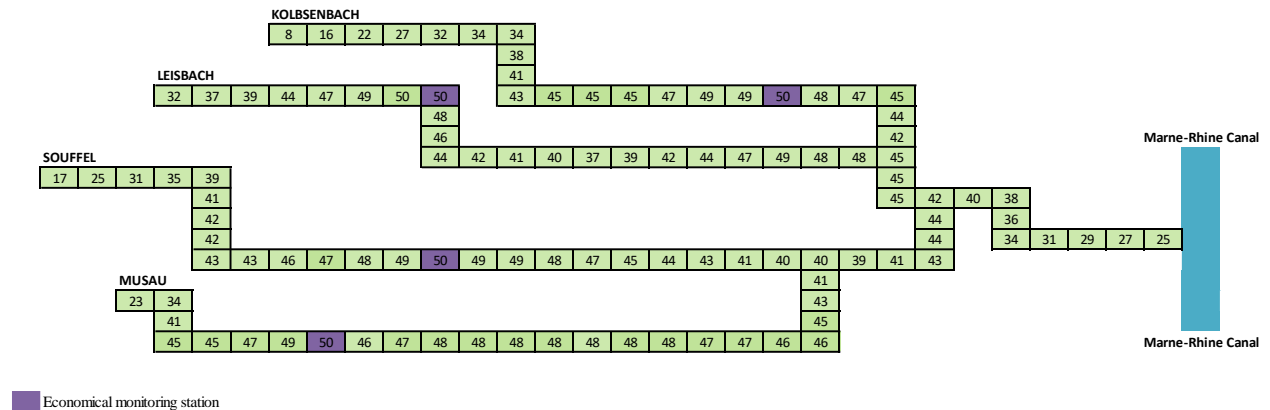 KOLBSENBACH
8 16 22 27 32 34 34
38
LEISBACH 41
32 37 39 44 47 49 50 50 43 45 45 45 47 49 49 50 48 47 45
48 44
46 42 Marne-Rhine Canal
44 42 41 40 37 39 42 44 47 49 48 48 45
SOUFFEL
17 25 31 35 39 45
41 45 42 40 38
42 44 36
42 44 34 31 29 27 25
43 43 46 47 48 49 50 49 49 48 47 45 44 43 41 40 40 39 41 43
MUSAU 41
23 34 43
41 45
45 45 47 49 50 46 47 48 48 48 48 48 48 47 47 46 46 Marne-Rhine Canal
Economical monitoring station